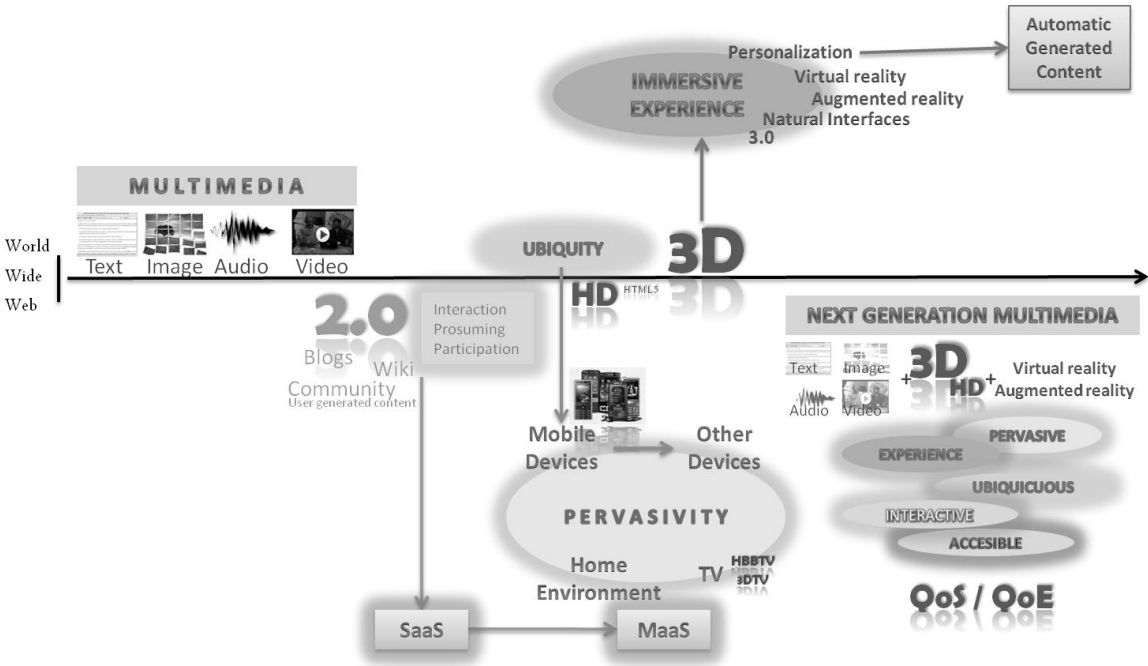 Automatic
Generated
Content
Personalization
IMMERSIVE
EXPERIENCE
Virtual reality
Augmented reality
Natural Interfaces
3.0
MULTIMEDIA
Text
Image
Audio
Video
World
Wide
Web
UBIQUITY
3D
HD
HTML5
2.0
Blogs
Wiki
Community
User generated content
Interaction
Prosuming
Participation
Mobile
Devices
Other
Devices
PERVASIVITY
Home
Environment
TV
HBBTV
3DTV
SaaS
MaaS
NEXT GENERATION MULTIMEDIA
Text
Image
Audio
Video
+
3D
HD
+
Virtual reality
Augmented reality
PERVASIVE
EXPERIENCE
UBIQUICUOUS
INTERACTIVE
ACCESIBLE
QoS / QoE